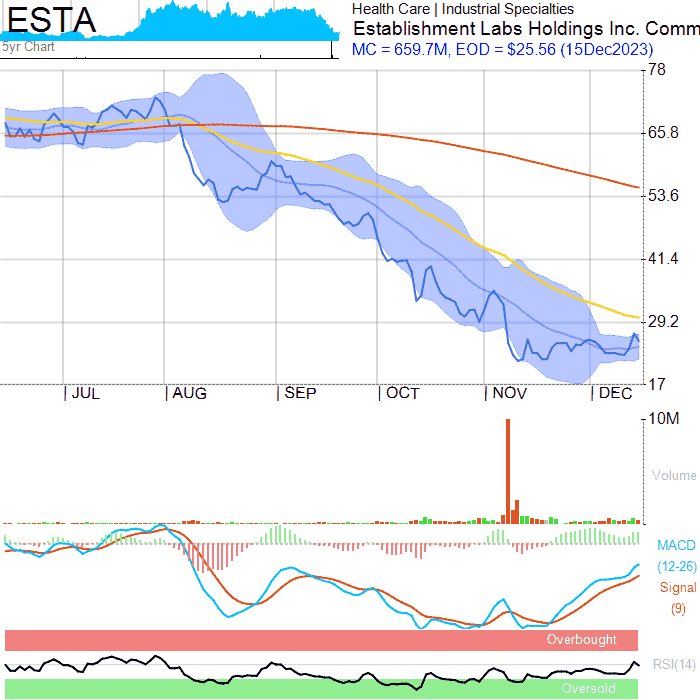 ESTA
5yr Chart
Health Care | Industrial Specialties
Establishment Labs Holdings Inc. Comm
MC = 659.7M, EOD = $25.56 (15Dec2023)
78
65.8
53.6
41.4
29.2
17
JUL
AUG
SEP
OCT
NOV
DEC
10M
Volume
MACD
(12-26)
Signal
(9)
Overbought
RSI(14)
Oversold